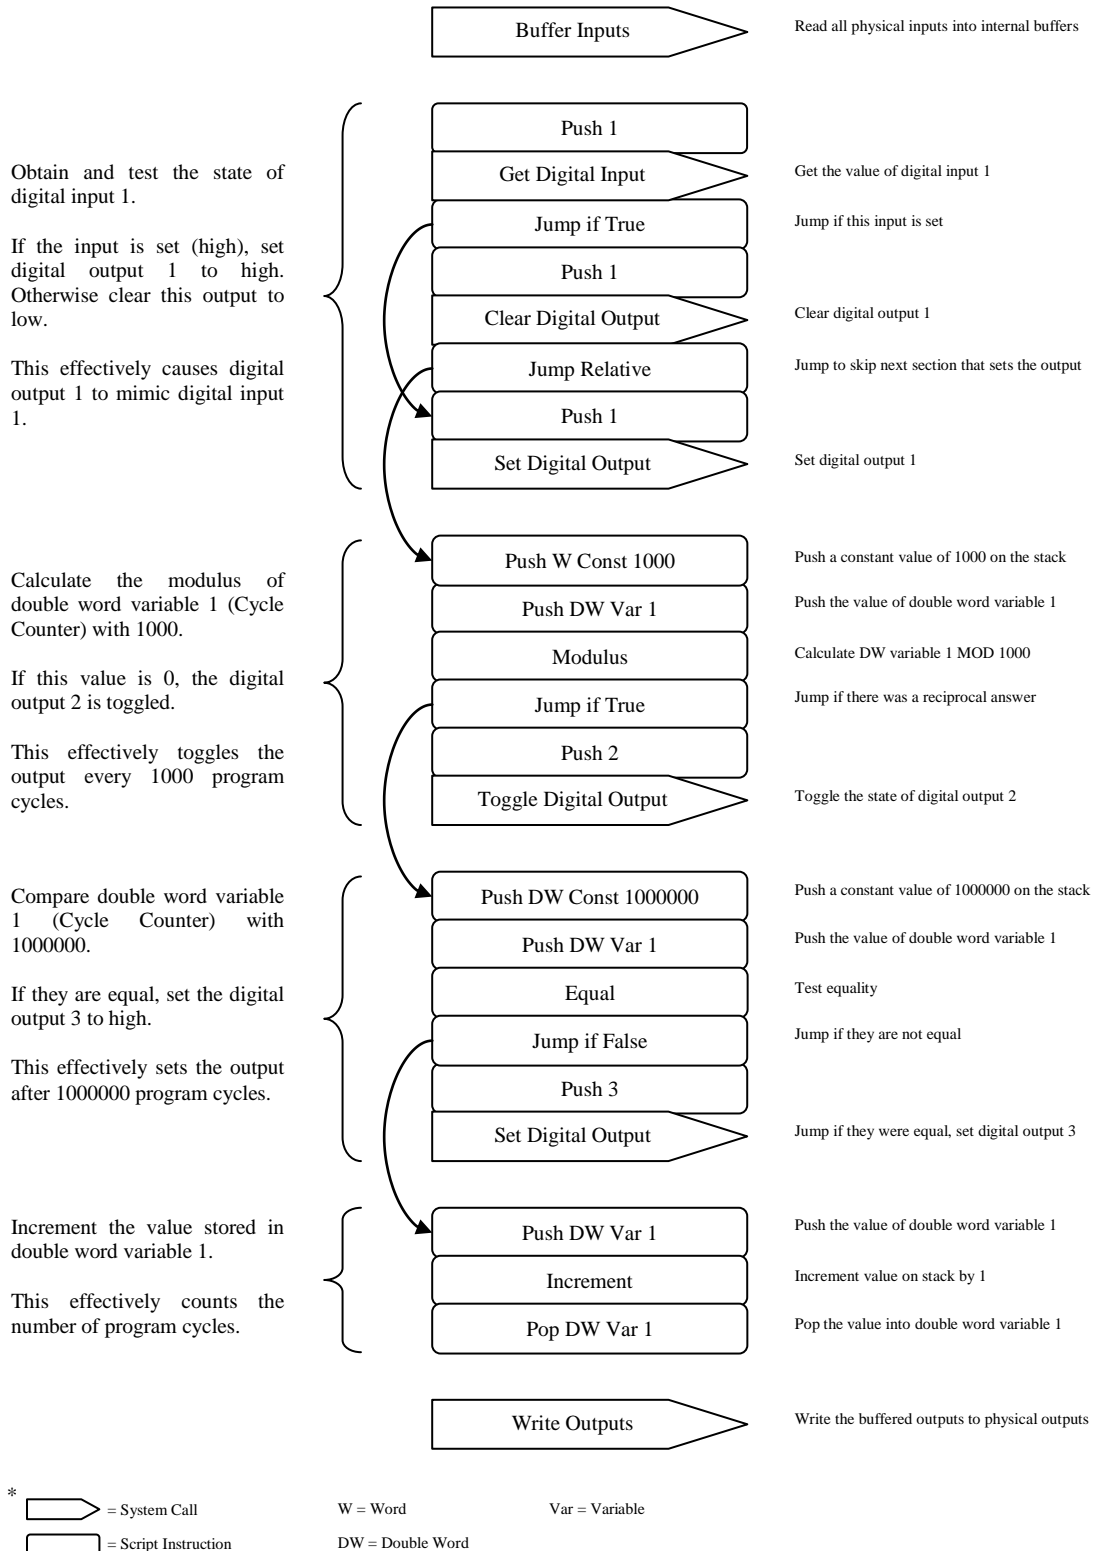 Buffer Inputs
Read all physical inputs into internal buffers
Obtain and test the state of
digital input 1.
If the input is set (high), set
digital output 1 to high.
Otherwise clear this output to
low.
This effectively causes digital
output 1 to mimic digital input
1.
Push 1
Get Digital Input
Get the value of digital input 1
Jump if True
Jump if this input is set
Push 1
Clear Digital Output
Clear digital output 1
Jump Relative
Jump to skip next section that sets the output
Push 1
Set Digital Output
Set digital output 1
Calculate the modulus of
double word variable 1 (Cycle
Counter) with 1000.
If this value is 0, the digital
output 2 is toggled.
This effectively toggles the
output every 1000 program
cycles.
Push W Const 1000
Push a constant value of 1000 on the stack
Push DW Var 1
Push the value of double word variable 1
Modulus
Calculate DW variable 1 MOD 1000
Jump if True
Jump if there was a reciprocal answer
Push 2
Toggle Digital Output
Toggle the state of digital output 2
Compare double word variable
1 (Cycle Counter) with
1000000.
If they are equal, set the digital
output 3 to high.
This effectively sets the output
after 1000000 program cycles.
Push DW Const 1000000
Push a constant value of 1000000 on the stack
Push DW Var 1
Push the value of double word variable 1
Equal
Test equality
Jump if False
Jump if they are not equal
Push 3
Set Digital Output
Jump if they were equal, set digital output 3
Increment the value stored in
double word variable 1.
This effectively counts the
number of program cycles.
Push DW Var 1
Push the value of double word variable 1
Increment
Increment value on stack by 1
Pop DW Var 1
Pop the value into double word variable 1
Write Outputs
Write the buffered outputs to physical outputs
*
= System Call
W = Word
Var = Variable
= Script Instruction
DW = Double Word